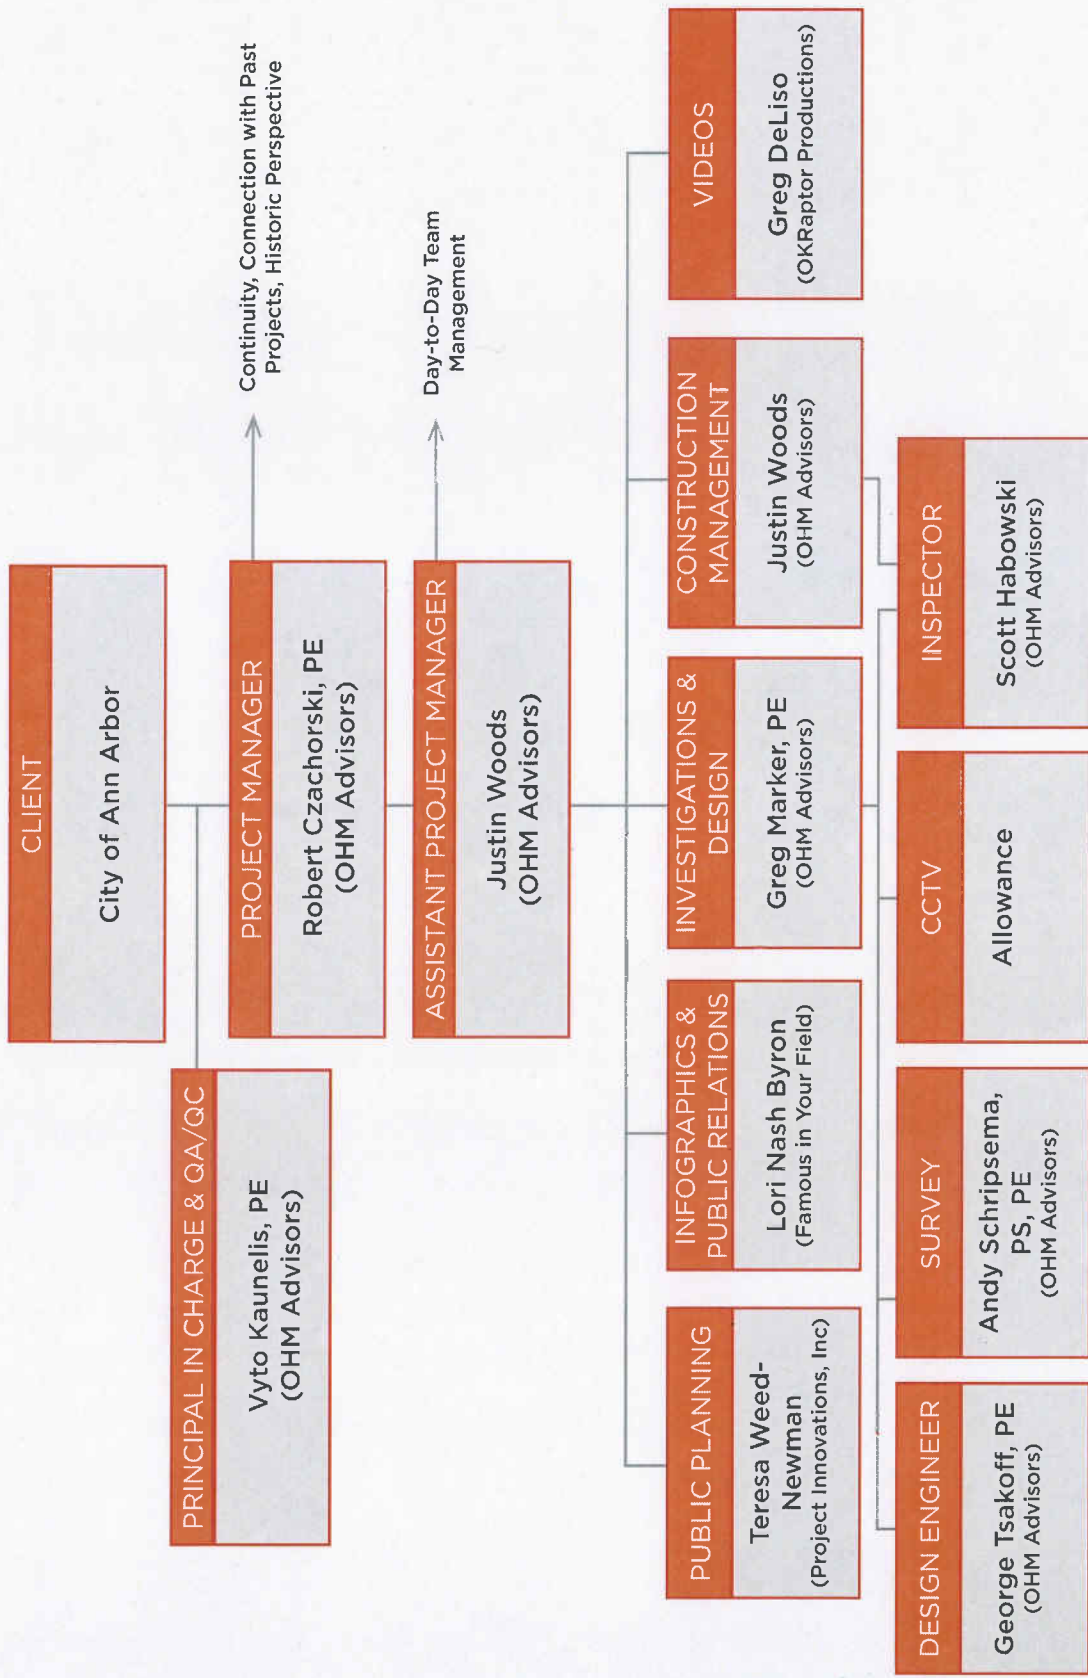 CLIENT
City of Ann Arbor
PRINCIPAL IN CHARGE & QA/QC
Vyto Kaunelis, PE
(OHM Advisors)
PROJECT MANAGER
Robert Czachorski, PE
(OHM Advisors)
Continuity, Connection with Past
Projects, Historic Perspective
ASSISTANT PROJECT MANAGER
Justin Woods
(OHM Advisors)
Day-to-Day Team
Management
PUBLIC PLANNING
Teresa Weed-
Newman
(Project Innovations, Inc)
INFOGRAPHICS &
PUBLIC RELATIONS
Lori Nash Byron
(Famous in Your Field)
INVESTIGATIONS &
DESIGN
Greg Marker, PE
(OHM Advisors)
CONSTRUCTION
MANAGEMENT
Justin Woods
(OHM Advisors)
VIDEOS
Greg DeLiso
(OKRaptor Productions)
DESIGN ENGINEER
George Tsakoff, PE
(OHM Advisors)
SURVEY
Andy Schripsema,
PS, PE
(OHM Advisors)
CCTV
Allowance
INSPECTOR
Scott Habowski
(OHM Advisors)